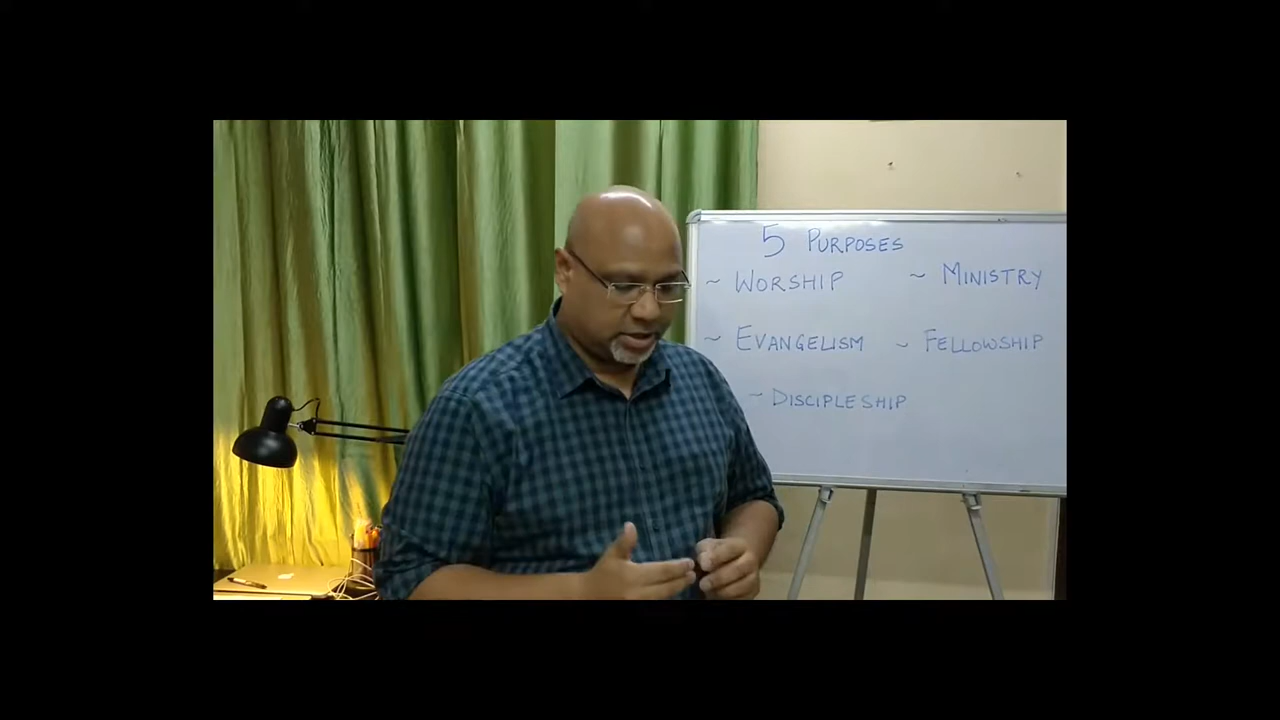 5 PURPOSES
~ WORSHIP ~ MINISTRY
~ EVANGELISM ~ FELLOWSHIP
~ DISCIPLESHIP